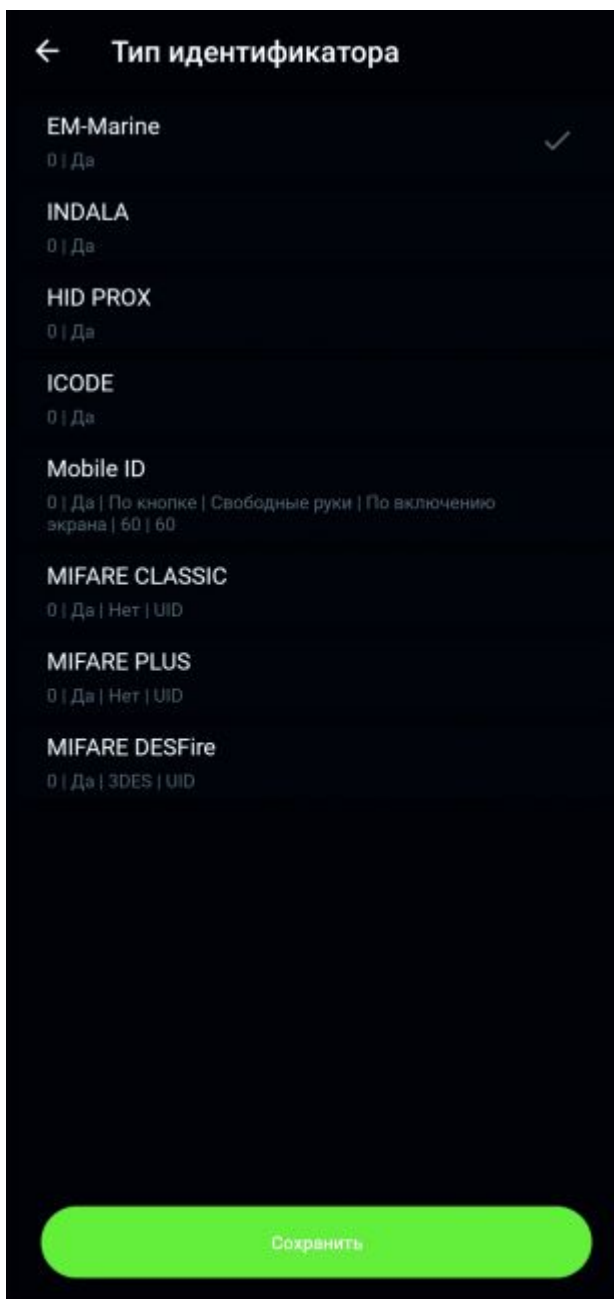 Тип идентификатора
EM-Marine
0 | Да
INDALA
0 | Да
HID PROX
0 | Да
ICODE
0 | Да
Mobile ID
0 | Да | По кнопке | Свободные руки | По включению
экрана | 60 | 60
MIFARE CLASSIC
0 | Да | Нет | UID
MIFARE PLUS
0 | Да | Нет | UID
MIFARE DESFire
0 | Да | 3DES | UID
Сохранить